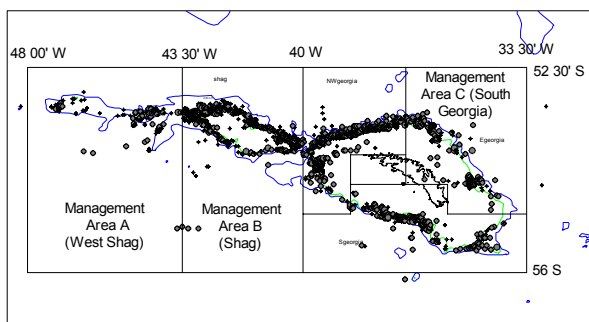 48 00' W
43 30' W
40 W
33 30' W
52 30' S
shag
NWgeorgia
Management
Area C (South
Georgia)
Egeorgia
Management
Area A
(West Shag)
Management
Area B
(Shag)
Sgeorgia
56 S